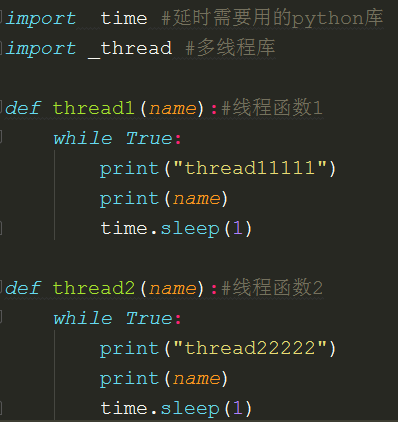 import time #延时需要用的python库
import _thread #多线程库
def thread1(name):#线程函数1
while True:
print("thread11111")
print(name)
time.sleep(1)
def thread2(name):#线程函数2
while True:
print("thread22222")
print(name)
time.sleep(1)